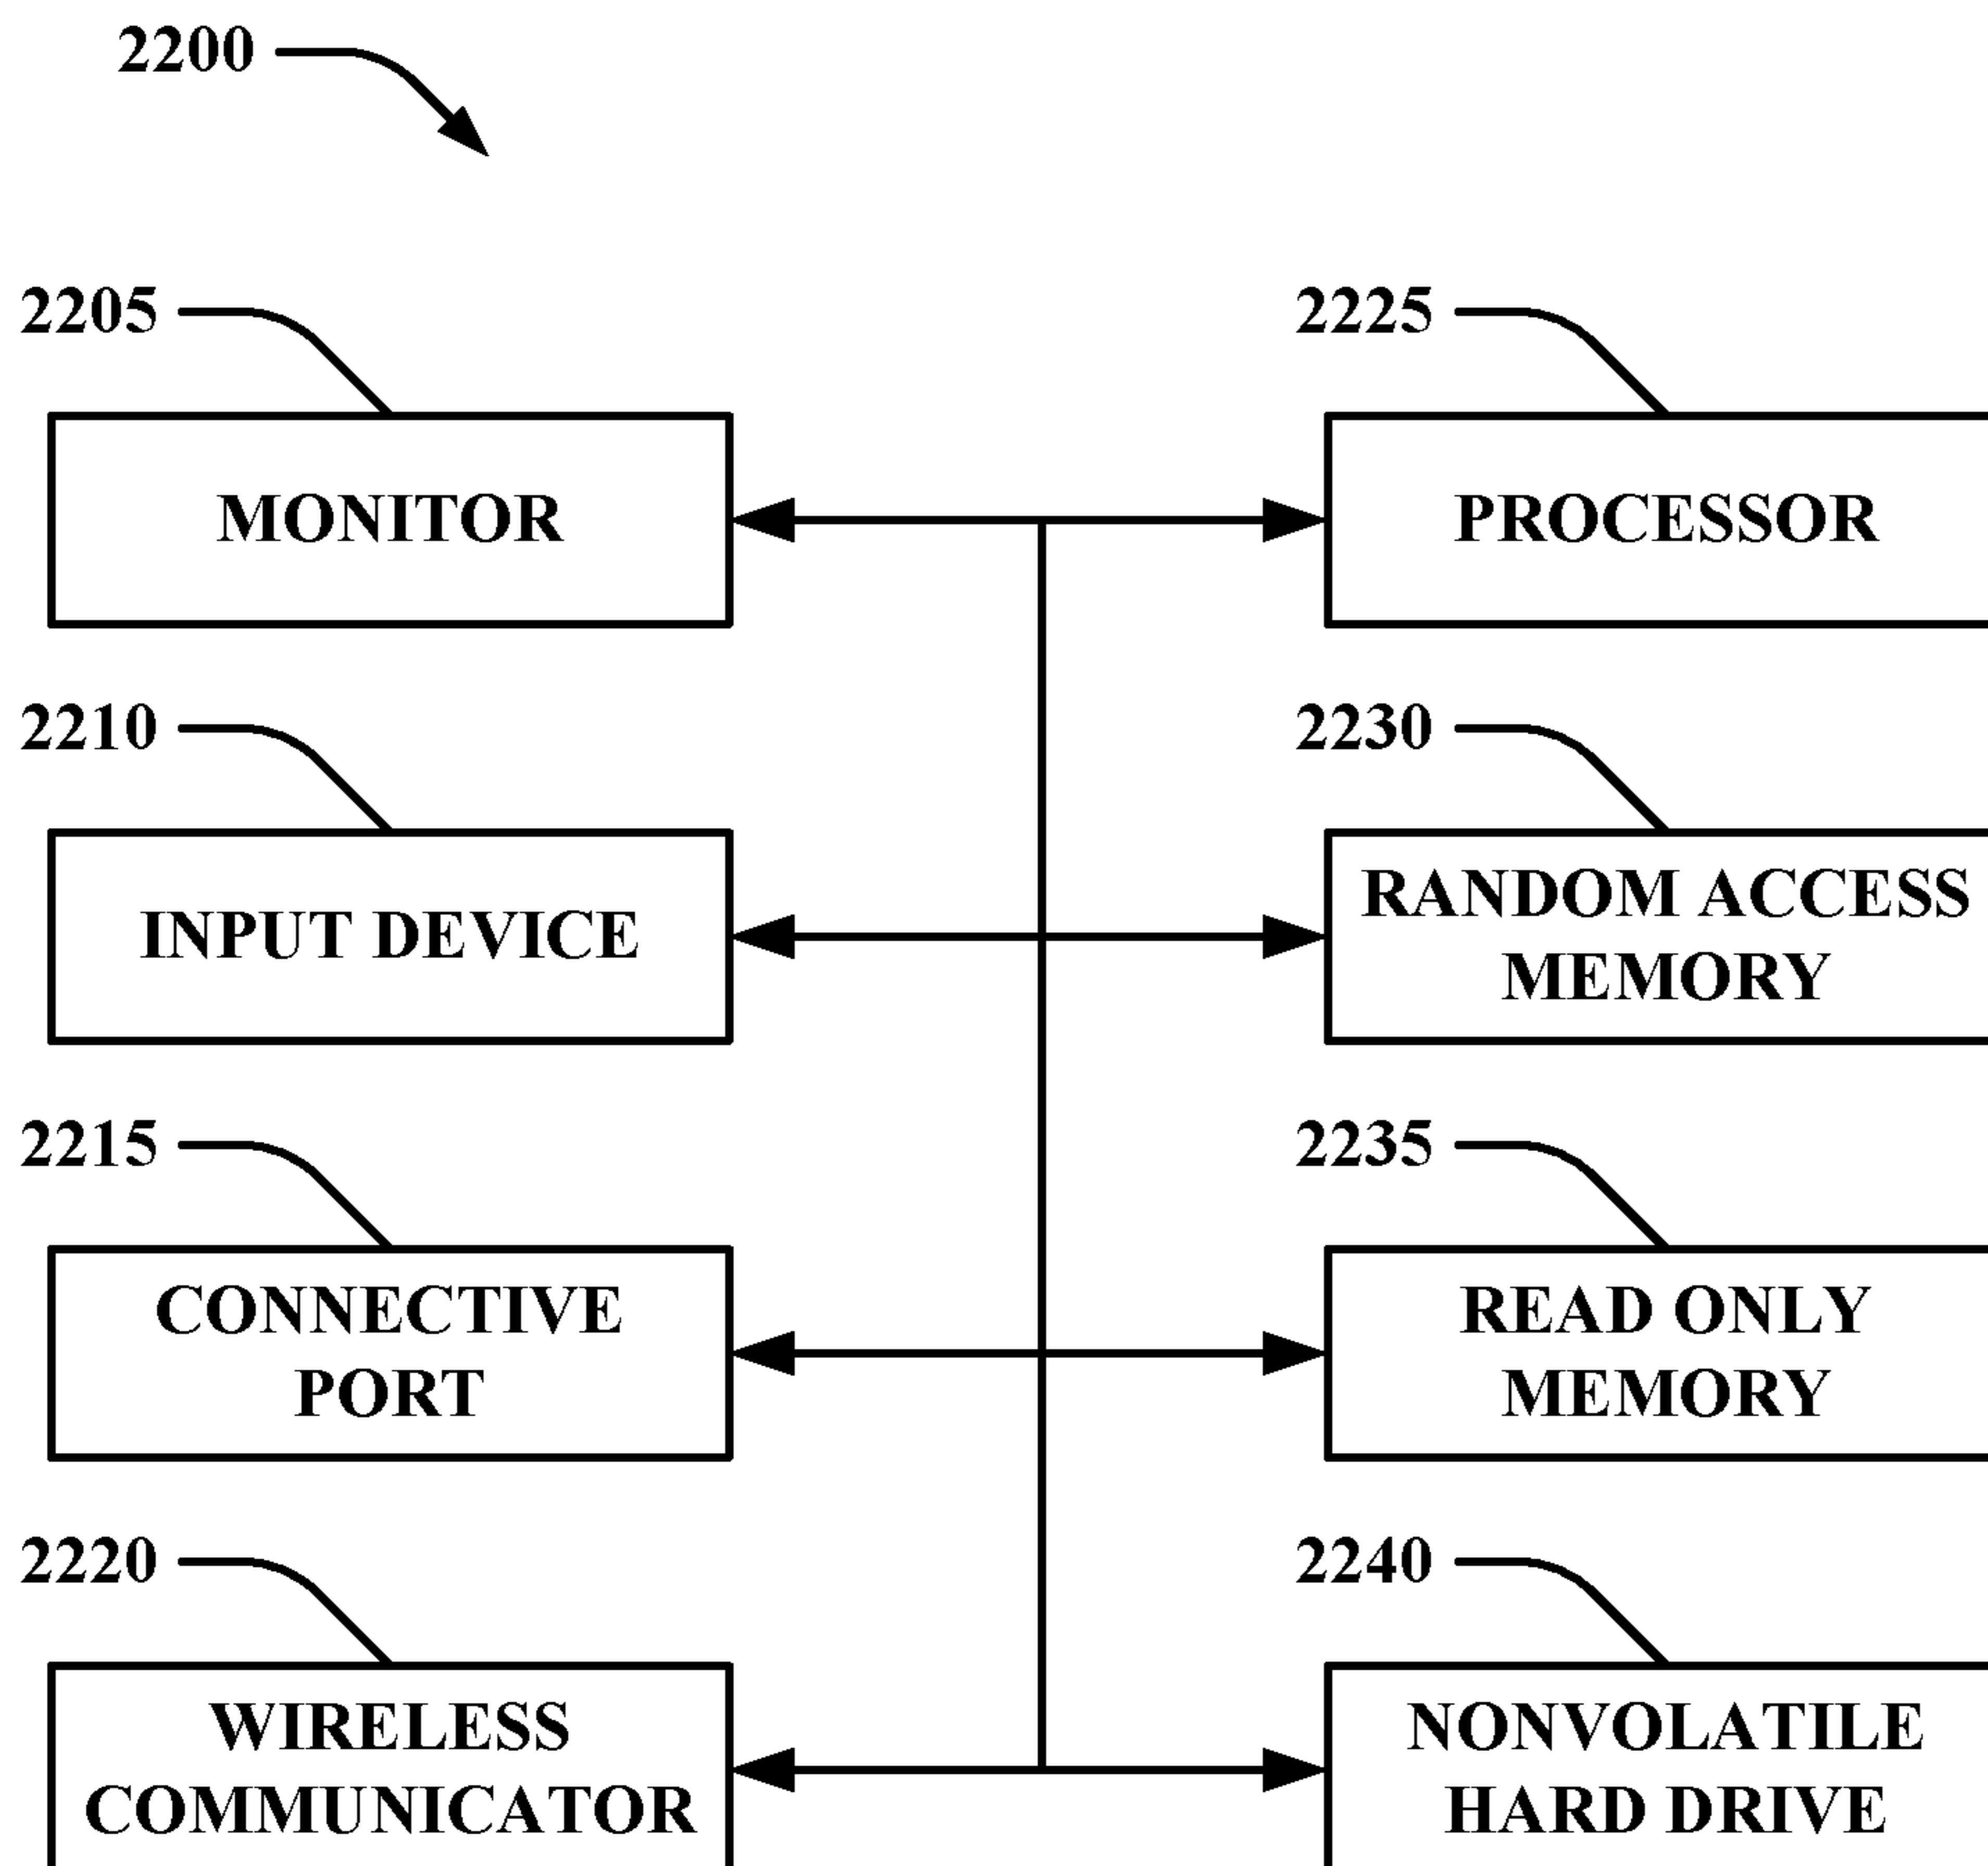 2200
2205
2225
MONITOR
PROCESSOR
2210
2230
INPUT DEVICE
RANDOM ACCESS
MEMORY
2215
2235
CONNECTIVE
PORT
READ ONLY
MEMORY
2220
2240
WIRELESS
COMMUNICATOR
NONVOLATILE
HARD DRIVE